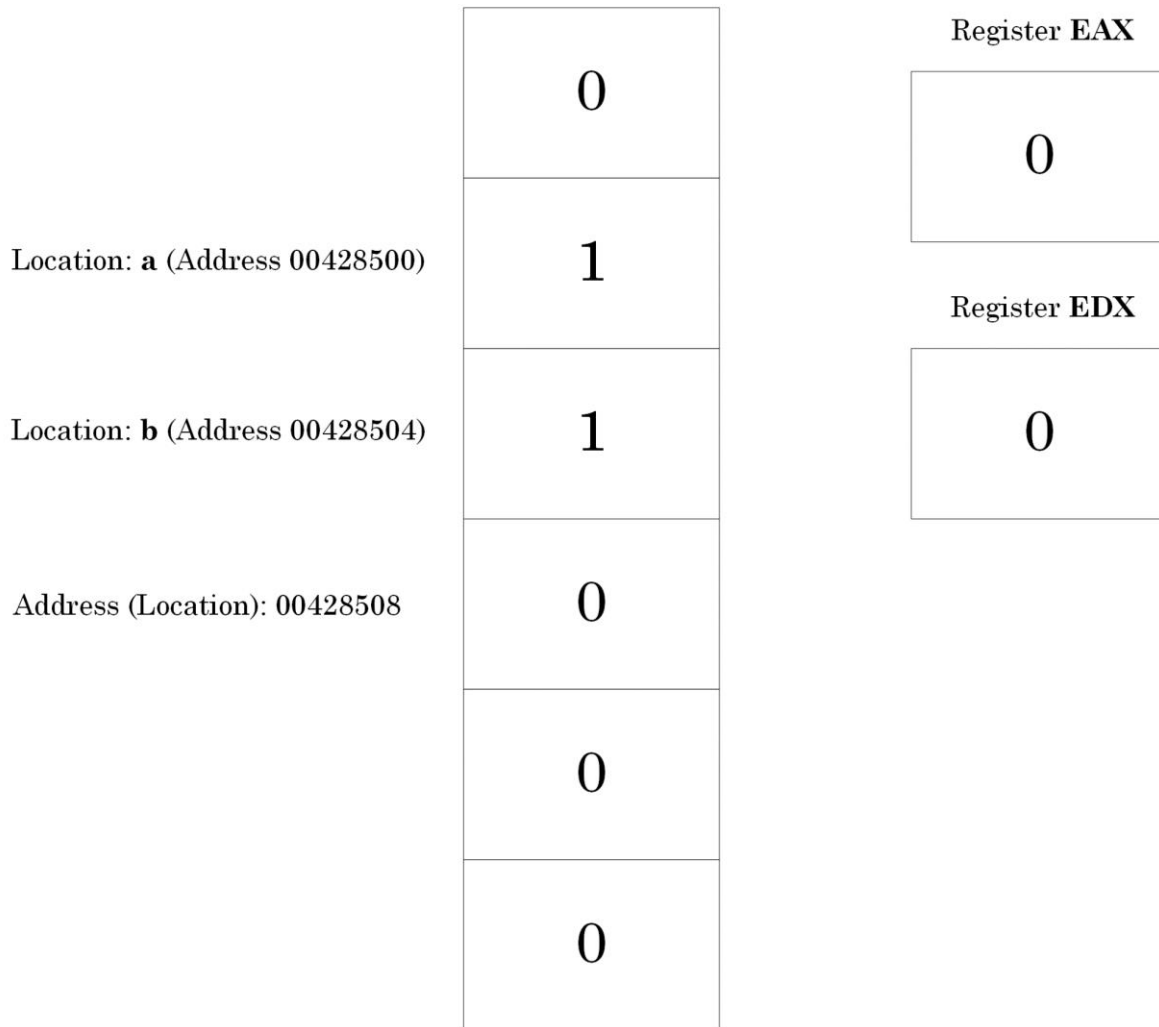 0
Register EAX
0
Location: a (Address 00428500)
1
Register EDX
Location: b (Address 00428504)
1
0
Address (Location): 00428508
0
0
0